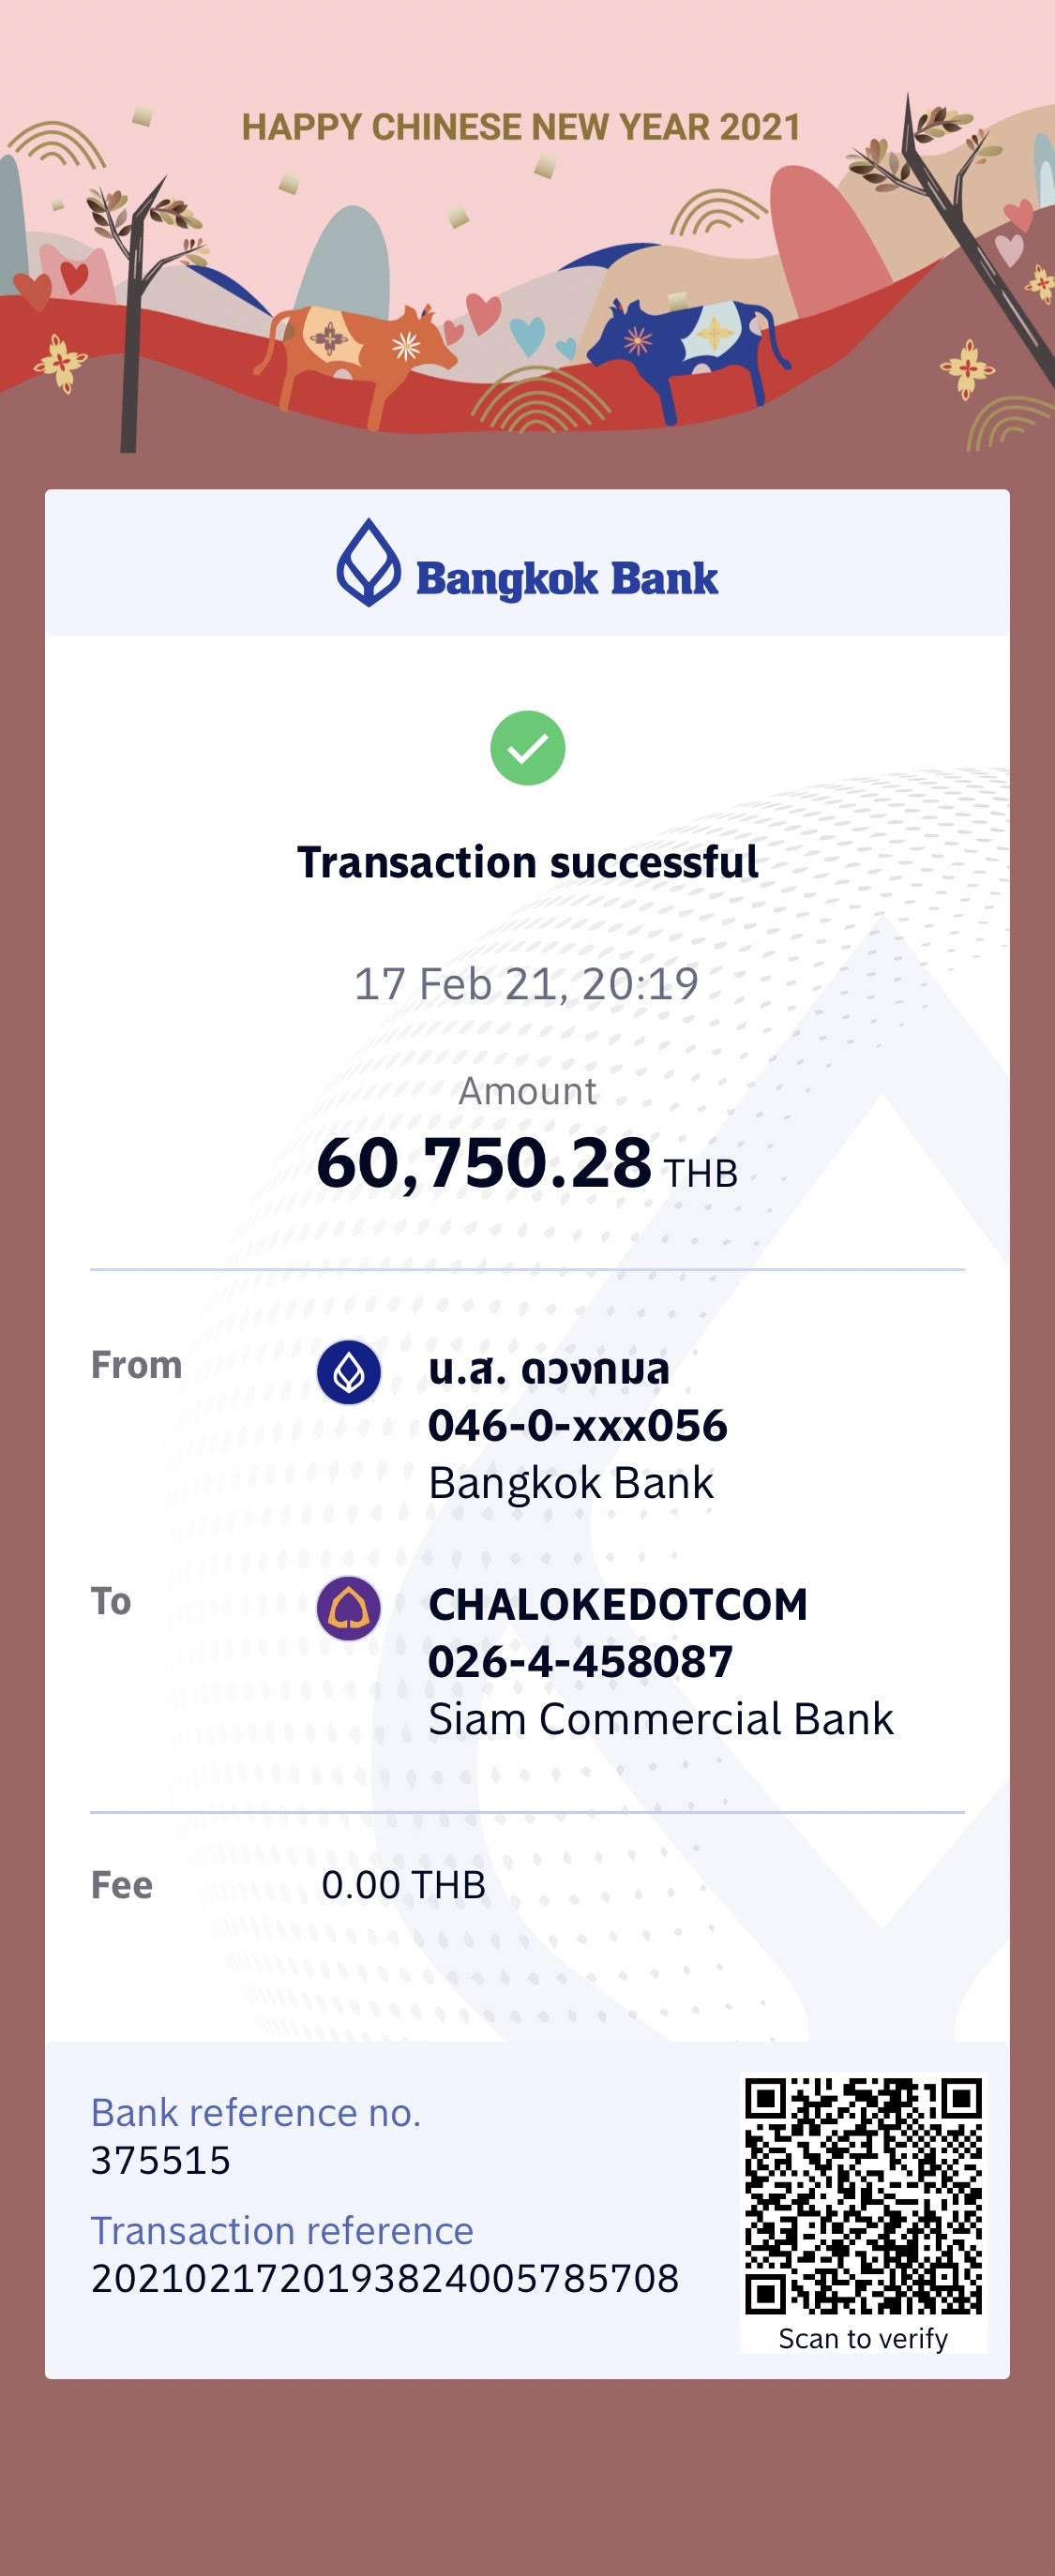 HAPPY CHINESE NEW YEAR 2021
Bangkok Bank
Transaction successful
17 Feb 21, 20:19
Amount
60,750.28 THB
From
น.ส. ดวงกมล
046-0-xxx056
Bangkok Bank
To
CHALOKEDOTCOM
026-4-458087
Siam Commercial Bank
Fee 0.00 THB
Bank reference no.
375515
Transaction reference
2021021720193824005785708
Scan to verify